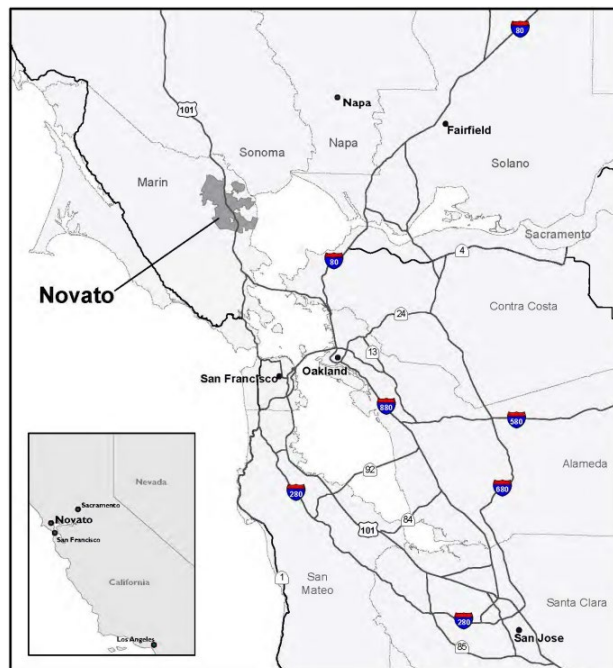 80
101
Napa
Fairfield
Sonoma
Napa
Solano
Marin
Sacramento
80
4
Novato
Contra Costa
24
13
Oakland
San Francisco
880
580
Alameda
92
680
280
84
101
1
San
Mateo
280
Santa Clara
San Jose
85
Nevada
Sacramento
Novato
San Francisco
California
Los Angeles